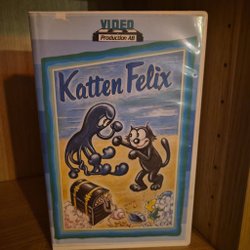 VIDEO
Production AB
Katten Felix